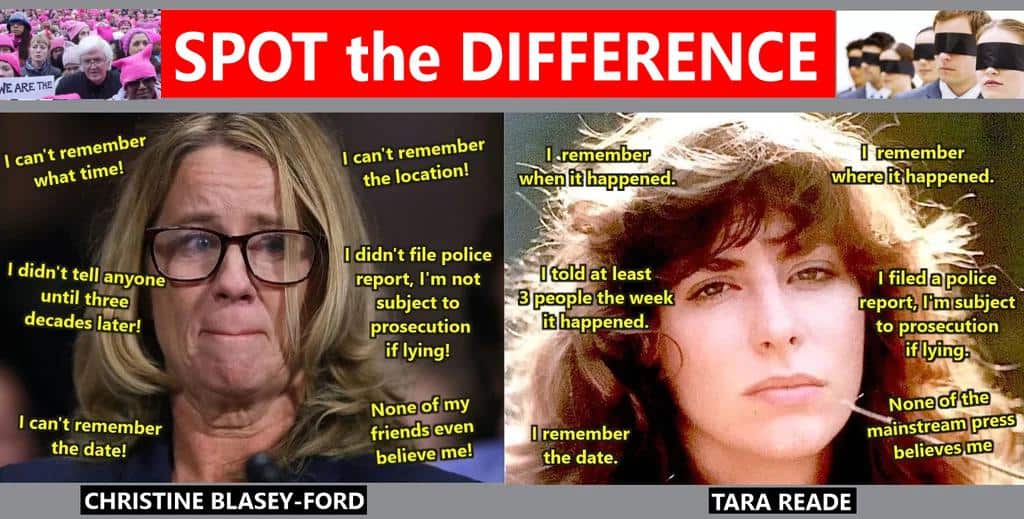 SPOT the DIFFERENCE
WE ARE THE
I can't remember
what time!
I can't remember
the location!
I didn't tell anyone
until three
decades later!
I didn't file police
report, I'm not
subject to
prosecution
if lying!
I can't remember
the date!
None of my
friends even
believe me!
I remember
when it happened.
I remember
where it happened.
I told at least
3 people the week
it happened.
I filed a police
report, I'm subject
to prosecution
if lying.
I remember
the date.
None of the
mainstream press
believes me
CHRISTINE BLASEY-FORD
TARA READE